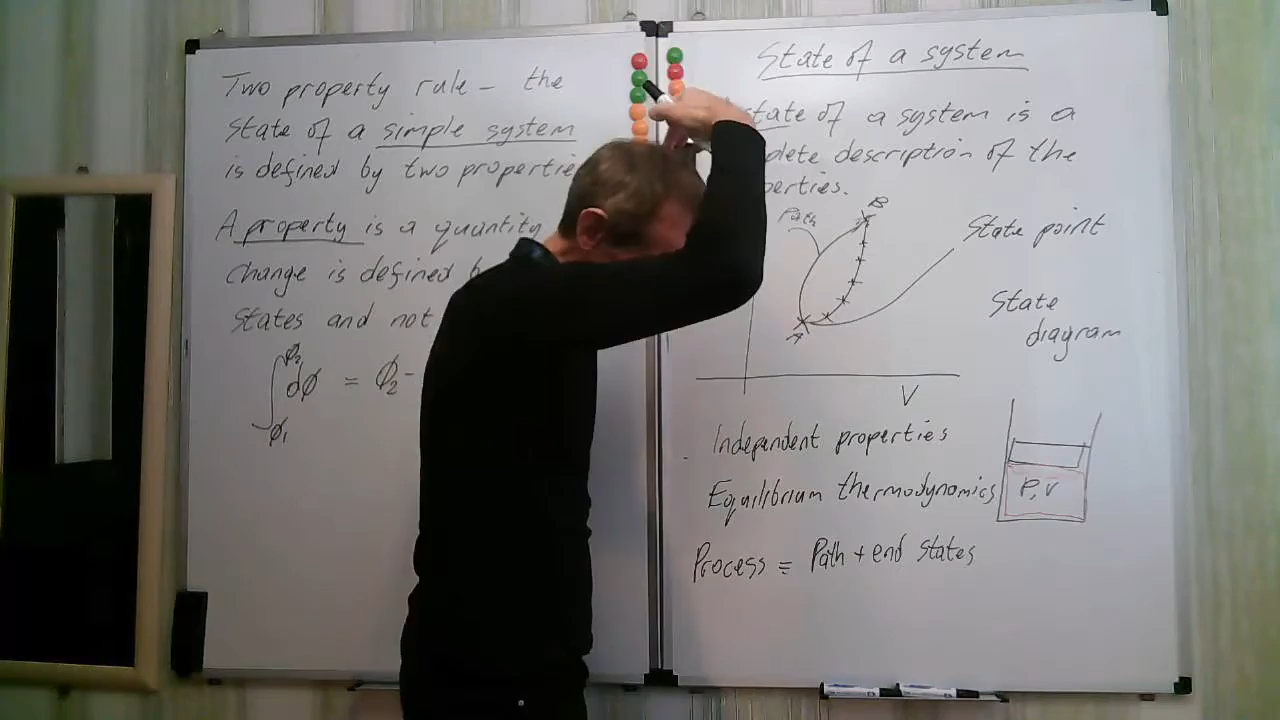 Two property rule – the
state of a simple system
is defined by two propertie
A property is a quantity
change is defined b
states and not
∫ϕ₁ ϕ₂ dϕ = ϕ₂ -
State of a system
state of a system is a
plete description of the
perties.
Path
B
State point
A
State
diagram
V
Independent properties
Equilibrium thermodynamics
P, V
Process = Path + end states